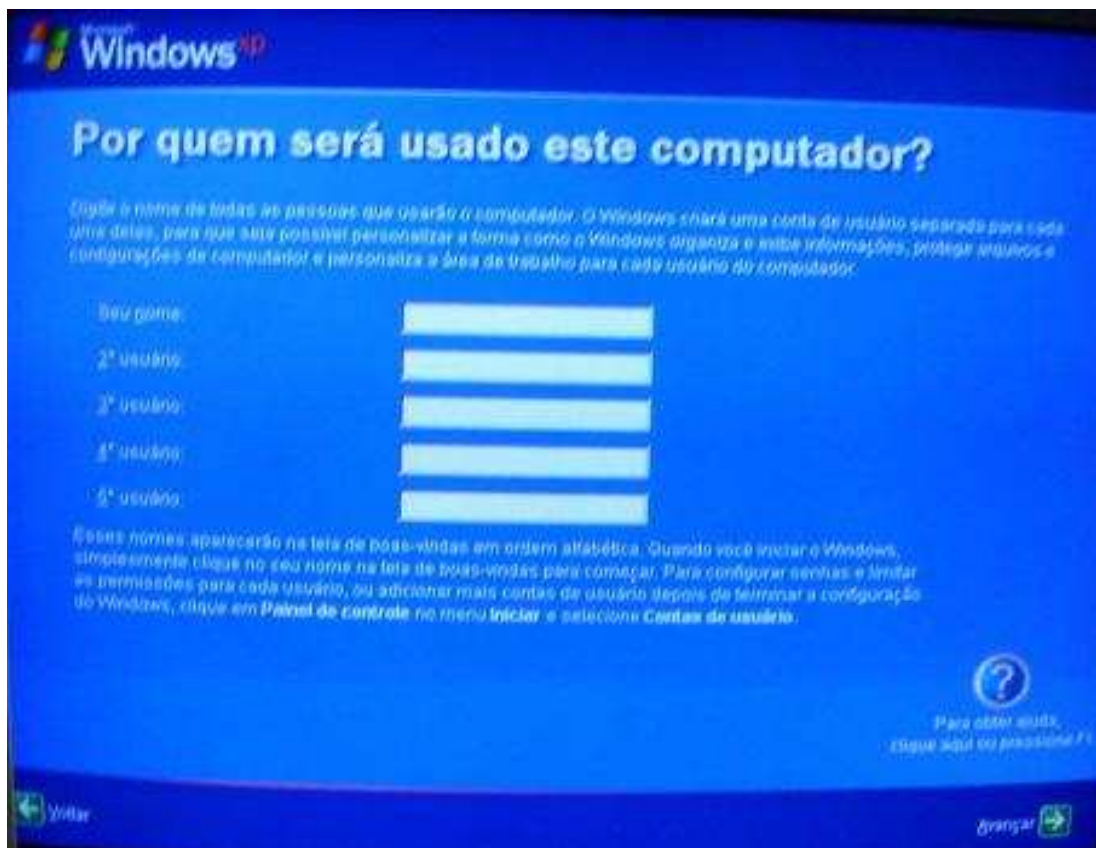 Microsoft
Windows xp
Por quem será usado este computador?
Digite o nome de todas as pessoas que usarão o computador. O Windows criará uma conta de usuário separada para cada
uma delas, para que seja possível personalizar a forma como o Windows organiza e exibe informações, protege arquivos e
configurações de computador e personaliza a área de trabalho para cada usuário do computador.
Seu nome:
2º usuário:
3º usuário:
4º usuário:
5º usuário:
Esses nomes aparecerão na tela de boas-vindas em ordem alfabética. Quando você iniciar o Windows,
simplesmente clique no seu nome na tela de boas-vindas para começar. Para configurar senhas e limitar
as permissões para cada usuário, ou adicionar mais contas de usuário depois de terminar a configuração
do Windows, clique em Painel de controle no menu Iniciar e selecione Contas de usuário.
Para obter ajuda,
clique aqui ou pressione F1
Voltar
Avançar